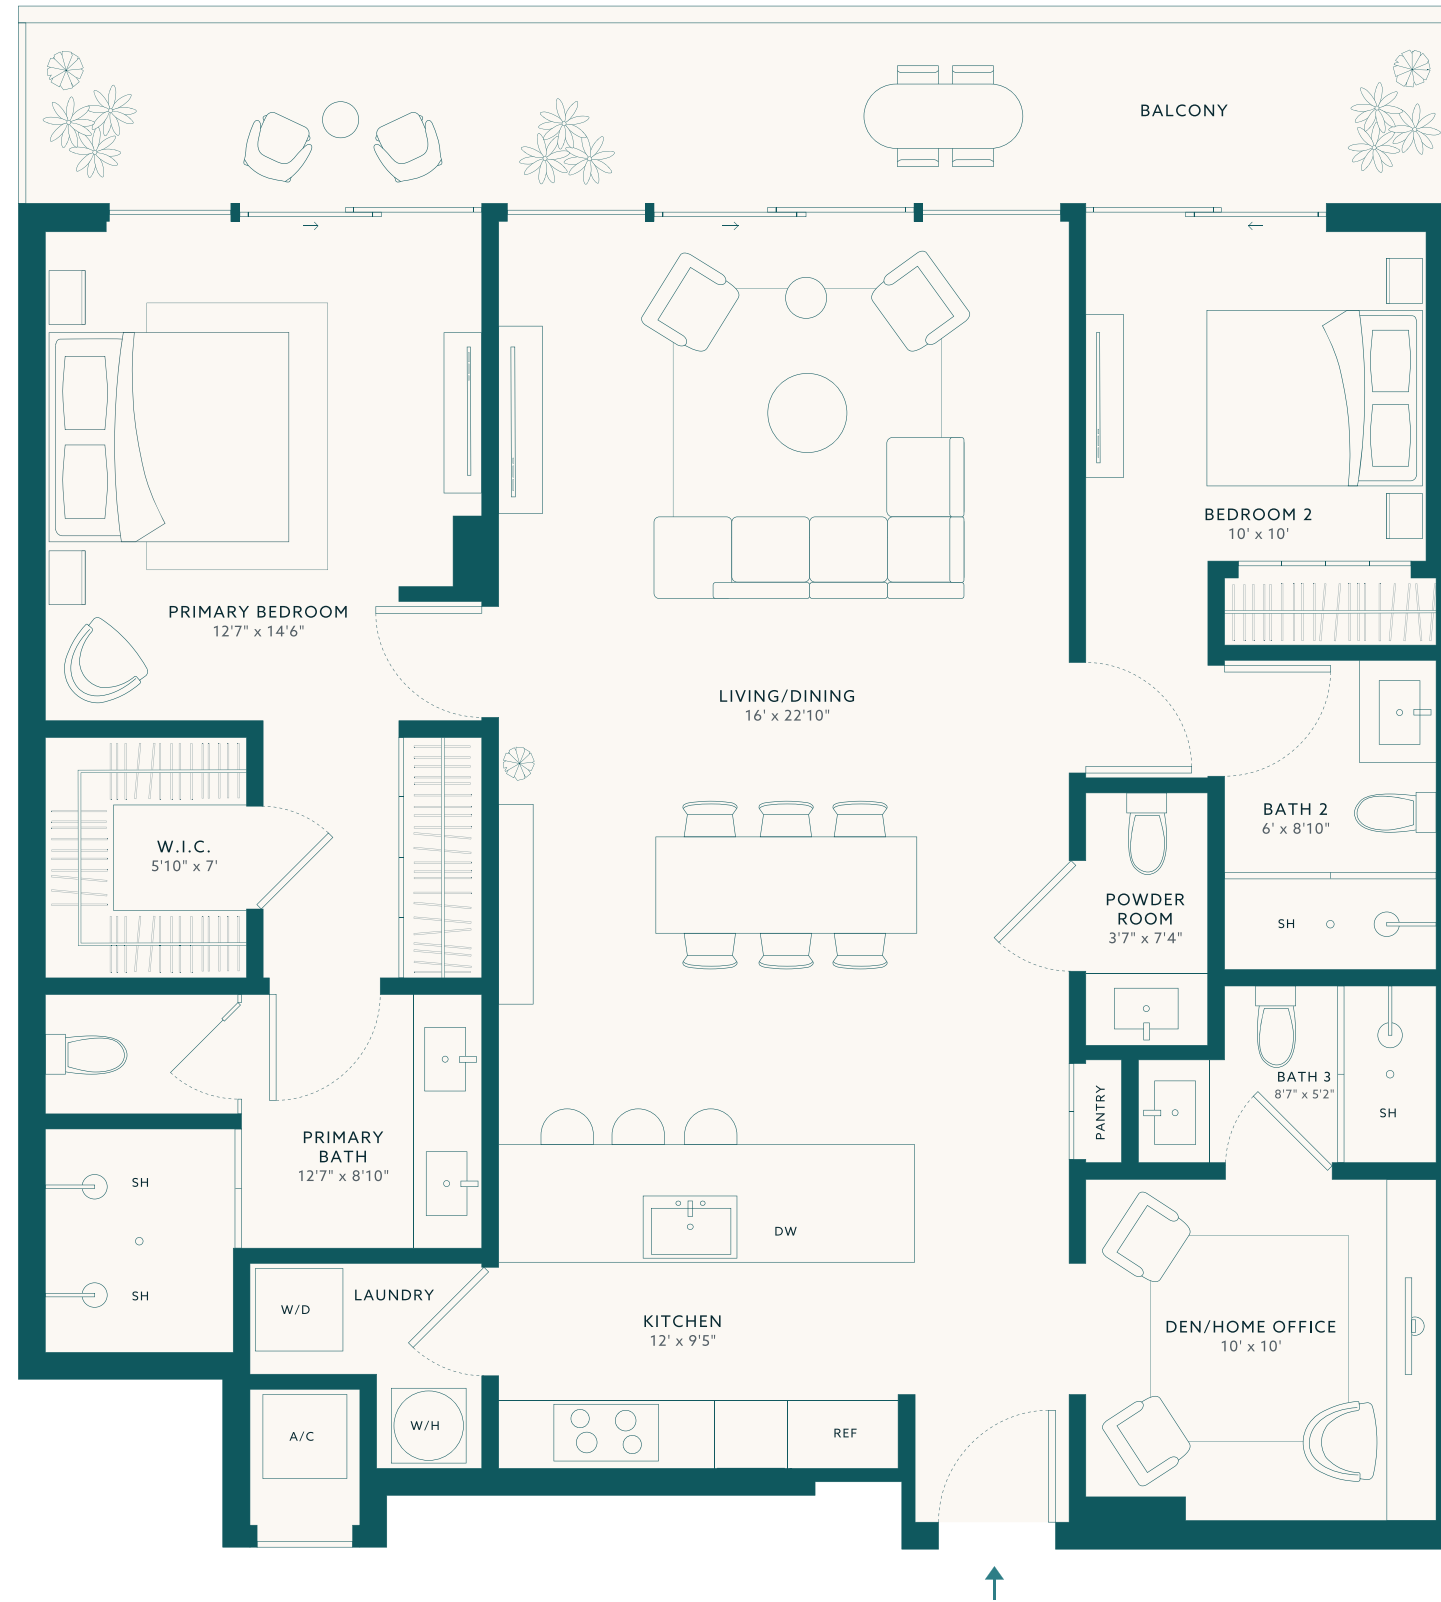 BALCONY
BEDROOM 2
10' x 10'
PRIMARY BEDROOM
12'7" x 14'6"
LIVING/DINING
16' x 22'10"
BATH 2
6' x 8'10"
W.I.C.
5'10" x 7'
POWDER
ROOM
3'7" x 7'4"
SH
BATH 3
8'7" x 5'2"
SH
PANTRY
PRIMARY
BATH
12'7" x 8'10"
SH
SH
DW
LAUNDRY
W/D
KITCHEN
12' x 9'5"
DEN/HOME OFFICE
10' x 10'
W/H
A/C
REF